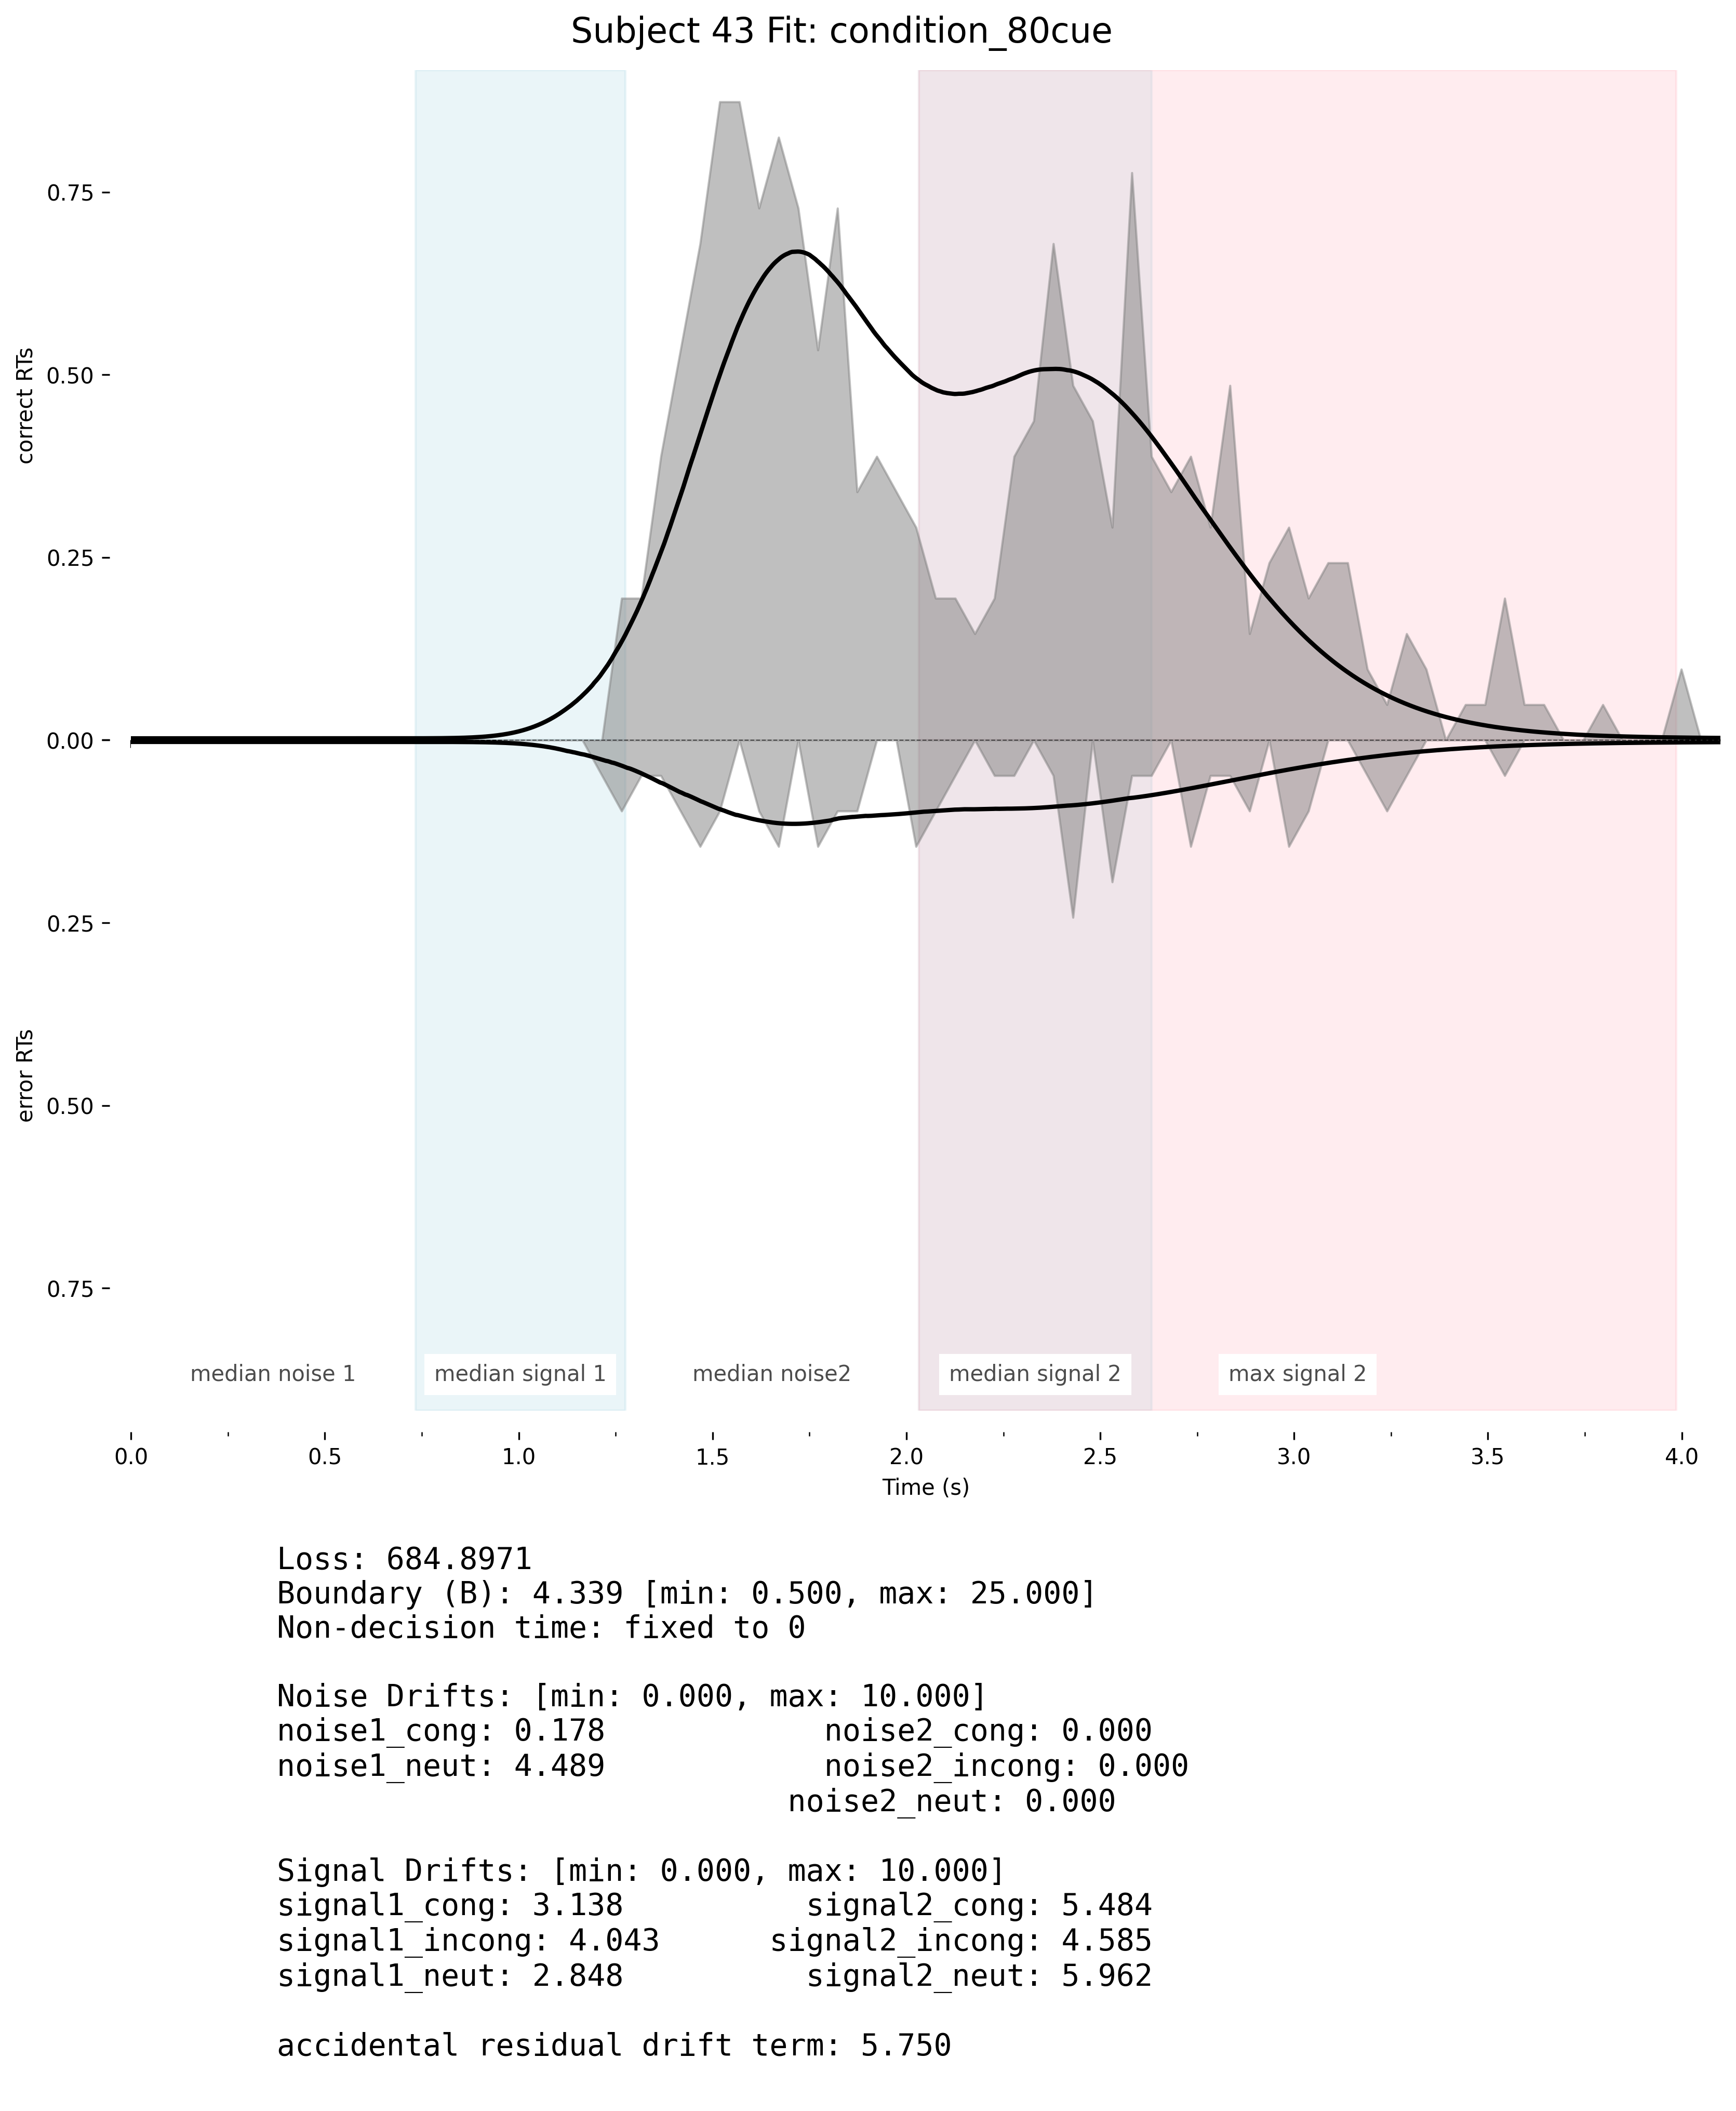 Subject 43 Fit: condition_80cue
0.75
0.50
0.25
0.00
0.25
0.50
0.75
correct RTs
error RTs
median noise 1
median signal 1
median noise2
median signal 2
max signal 2
0.0 0.5 1.0 1.5 2.0 2.5 3.0 3.5 4.0
Time (s)
Loss: 684.8971
Boundary (B): 4.339 [min: 0.500, max: 25.000]
Non-decision time: fixed to 0
Noise Drifts: [min: 0.000, max: 10.000]
noise1_cong: 0.178 noise2_cong: 0.000
noise1_neut: 4.489 noise2_incong: 0.000
noise2_neut: 0.000
Signal Drifts: [min: 0.000, max: 10.000]
signal1_cong: 3.138 signal2_cong: 5.484
signal1_incong: 4.043 signal2_incong: 4.585
signal1_neut: 2.848 signal2_neut: 5.962
accidental residual drift term: 5.750